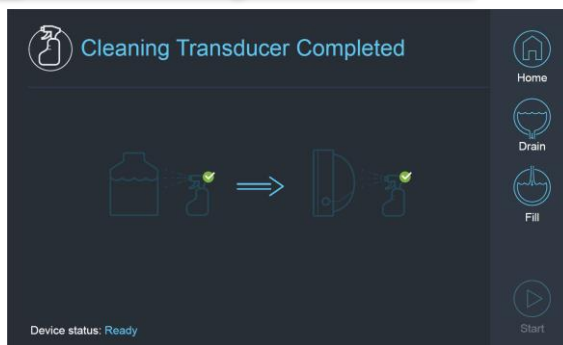 Cleaning Transducer Completed
Home
Drain
Fill
Start
Device status: Ready